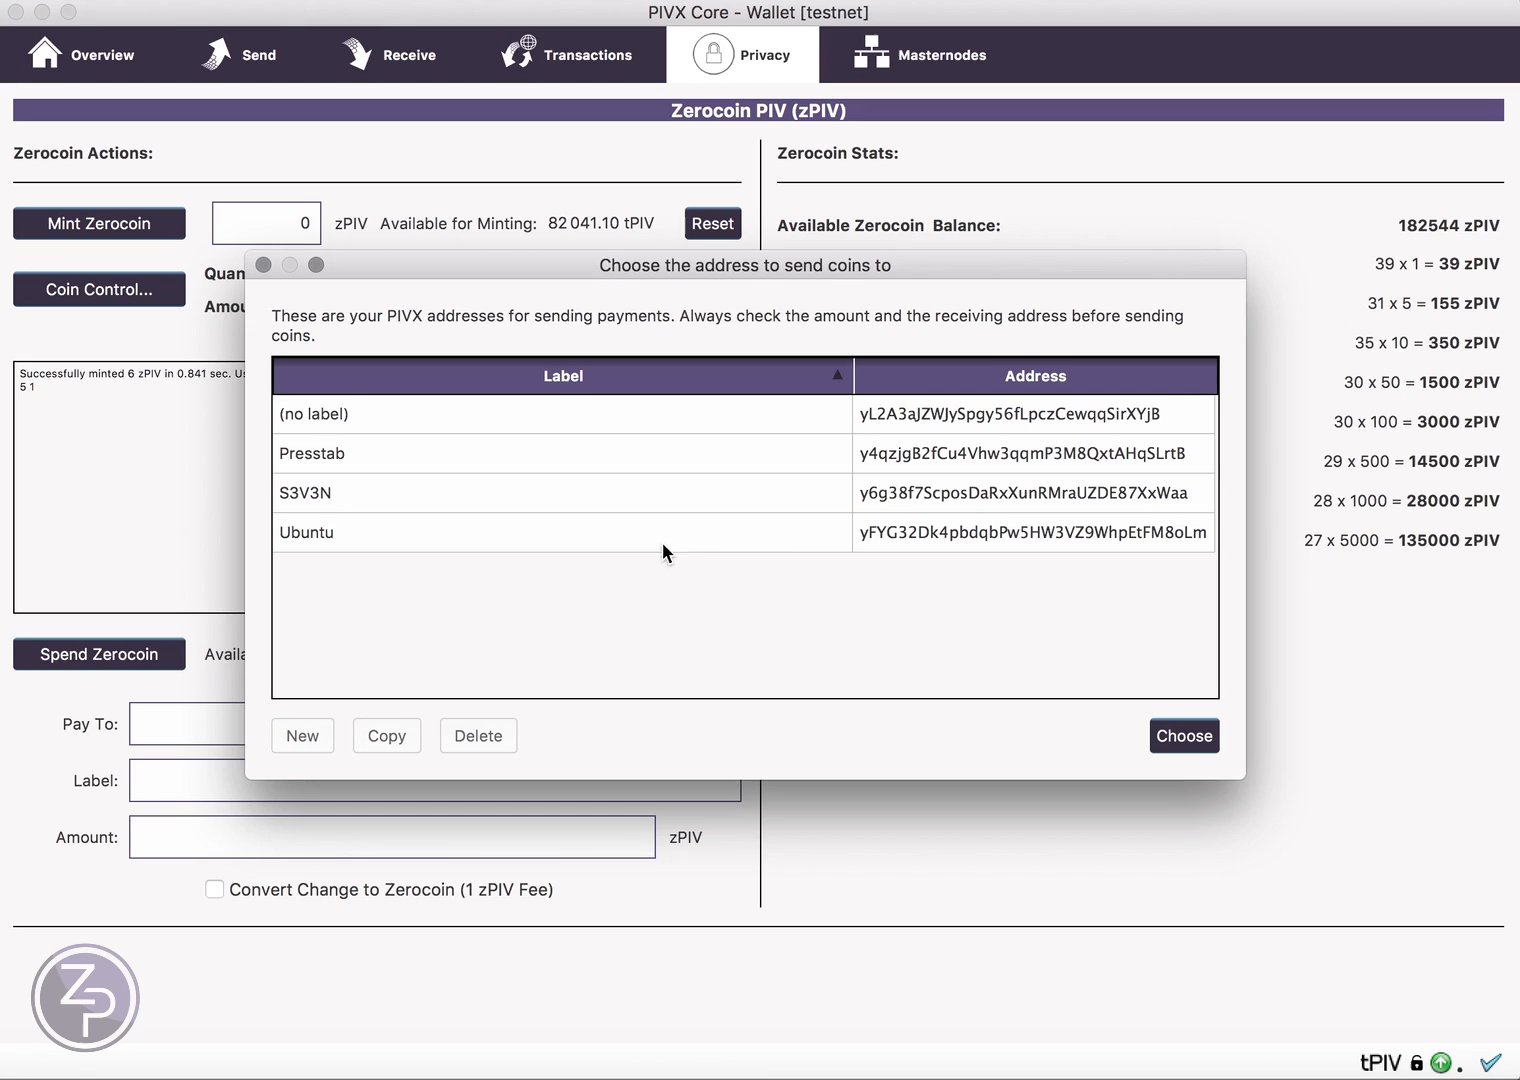 PIVX Core - Wallet [testnet]
Overview
Send
Receive
Transactions
Privacy
Masternodes
Zerocoin PIV (zPIV)
Zerocoin Actions:
Mint Zerocoin
0
zPIV
Available for Minting: 82 041.10 tPIV
Reset
Coin Control...
Quan
Amou
Successfully minted 6 zPIV in 0.841 sec. Us
5 1
Spend Zerocoin
Availa
Pay To:
Label:
Amount:
zPIV
Convert Change to Zerocoin (1 zPIV Fee)
Zerocoin Stats:
Available Zerocoin Balance:
182544 zPIV
39 x 1 = 39 zPIV
31 x 5 = 155 zPIV
35 x 10 = 350 zPIV
30 x 50 = 1500 zPIV
30 x 100 = 3000 zPIV
29 x 500 = 14500 zPIV
28 x 1000 = 28000 zPIV
27 x 5000 = 135000 zPIV
Choose the address to send coins to
These are your PIVX addresses for sending payments. Always check the amount and the receiving address before sending
coins.
Label
Address
(no label)
yL2A3aJZWJySpgy56fLpczCewqqSirXYjB
Presstab
y4qzjgB2fCu4Vhw3qqmP3M8QxtAHqSLrtB
S3V3N
y6g38f7ScposDaRxXunRMraUZDE87XxWaa
Ubuntu
yFYG32Dk4pbdqbPw5HW3VZ9WhpEtFM8oLm
New
Copy
Delete
Choose
ZP
tPIV